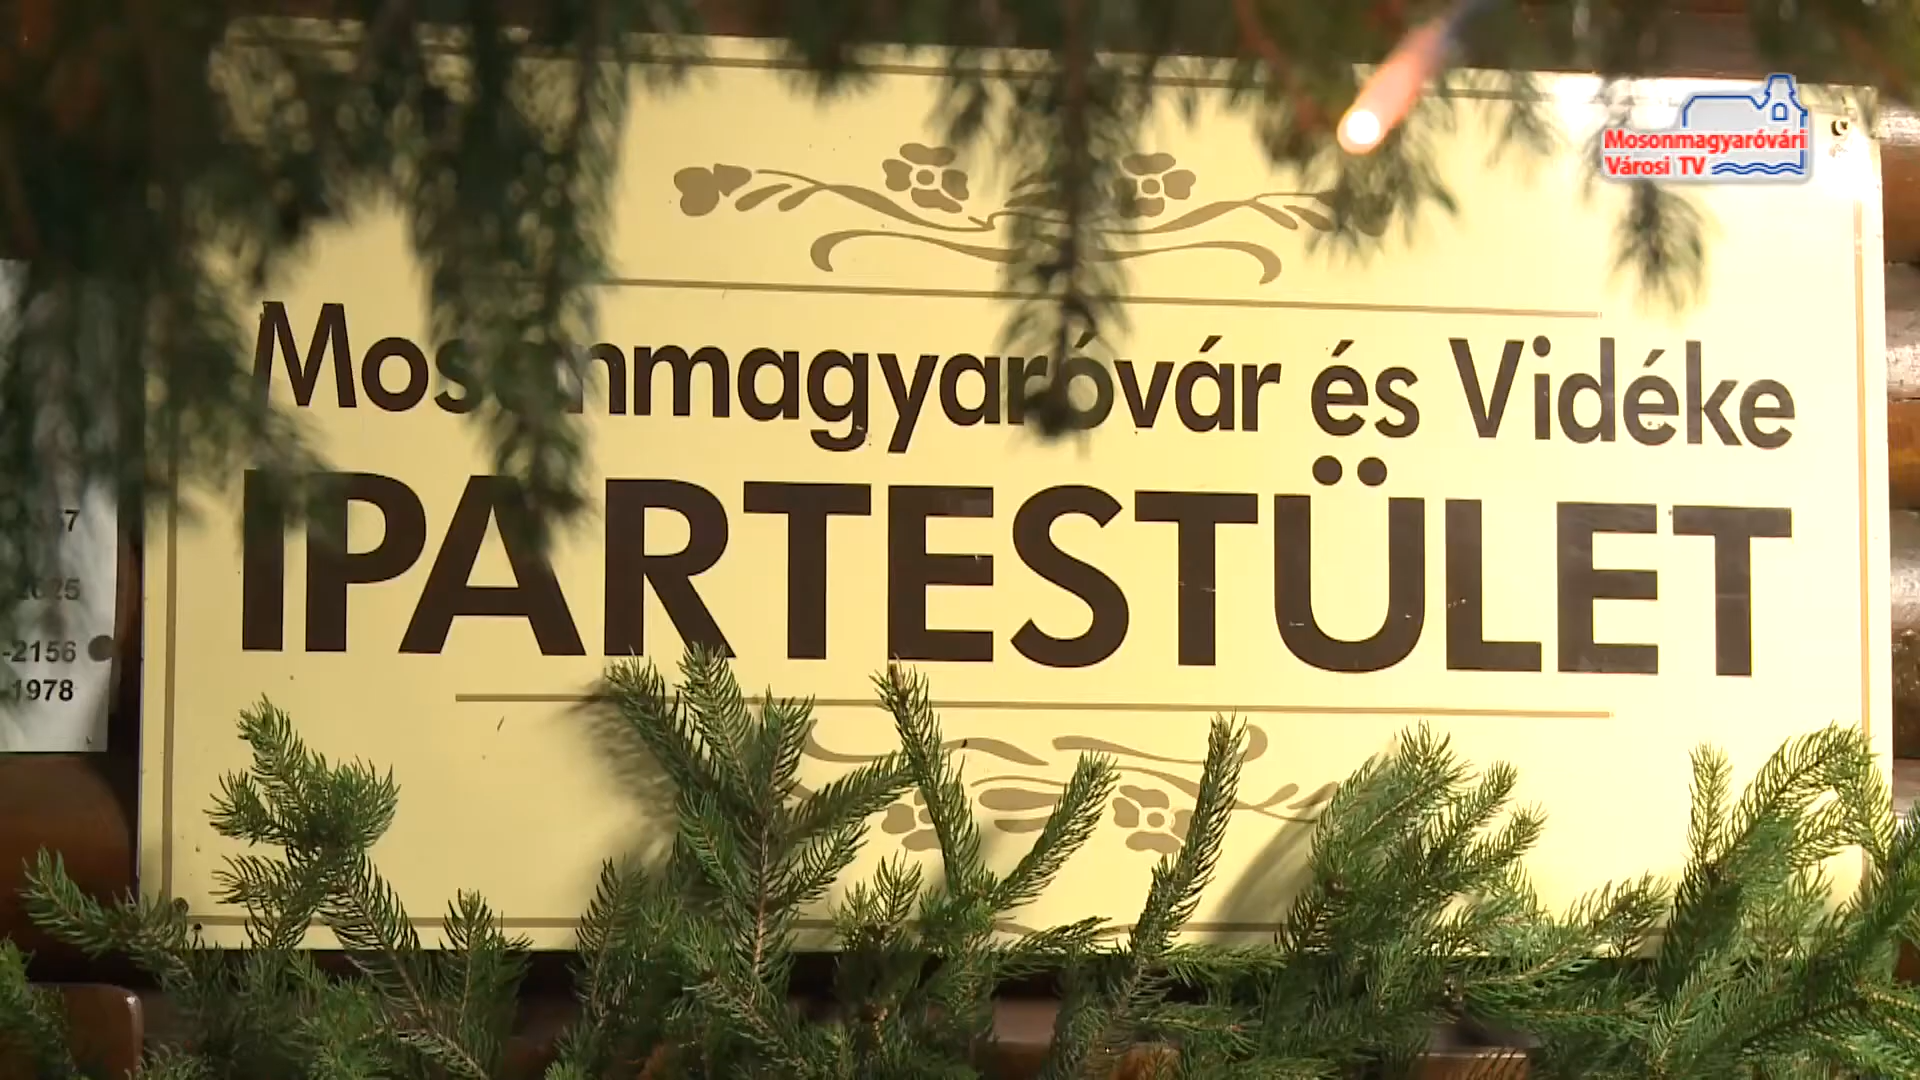 Mosonmagyaróvári
Városi TV
Mosonmagyaróvár és Vidéke
IPARTESTÜLET
-2156
1978